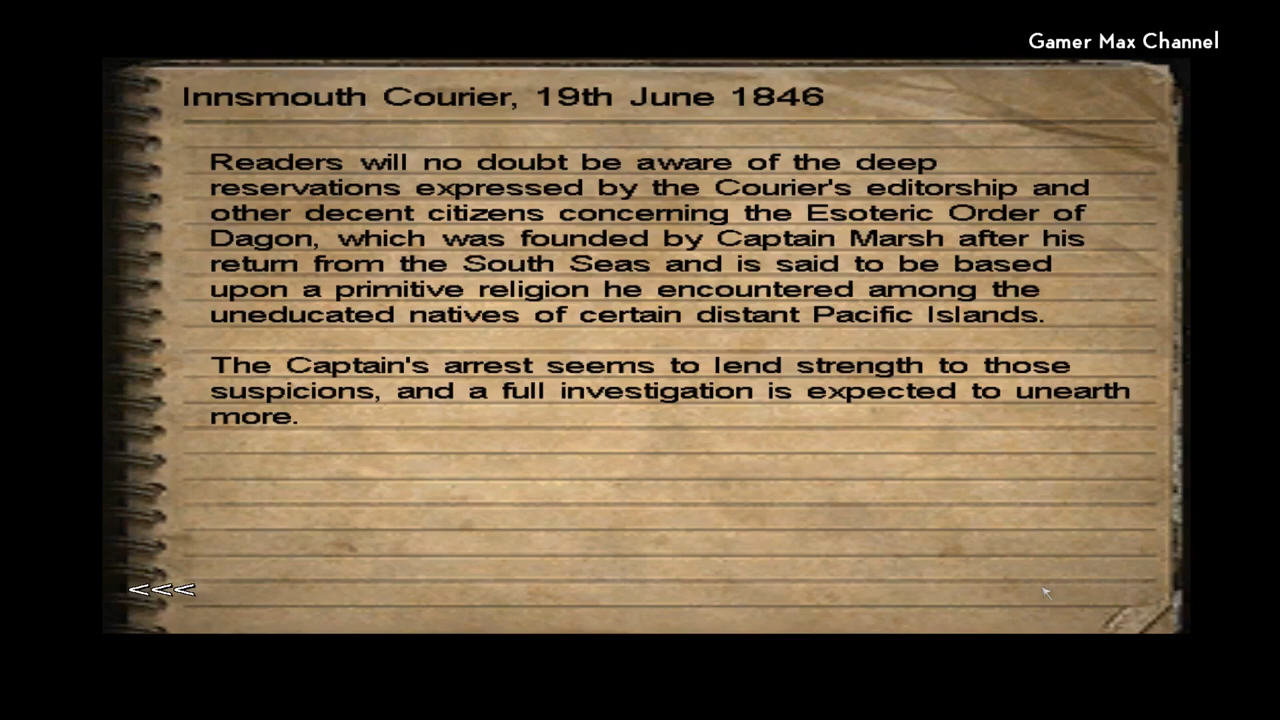 Gamer Max Channel
Innsmouth Courier, 19th June 1846
Readers will no doubt be aware of the deep
reservations expressed by the Courier's editorship and
other decent citizens concerning the Esoteric Order of
Dagon, which was founded by Captain Marsh after his
return from the South Seas and is said to be based
upon a primitive religion he encountered among the
uneducated natives of certain distant Pacific Islands.
The Captain's arrest seems to lend strength to those
suspicions, and a full investigation is expected to unearth
more.
<<<